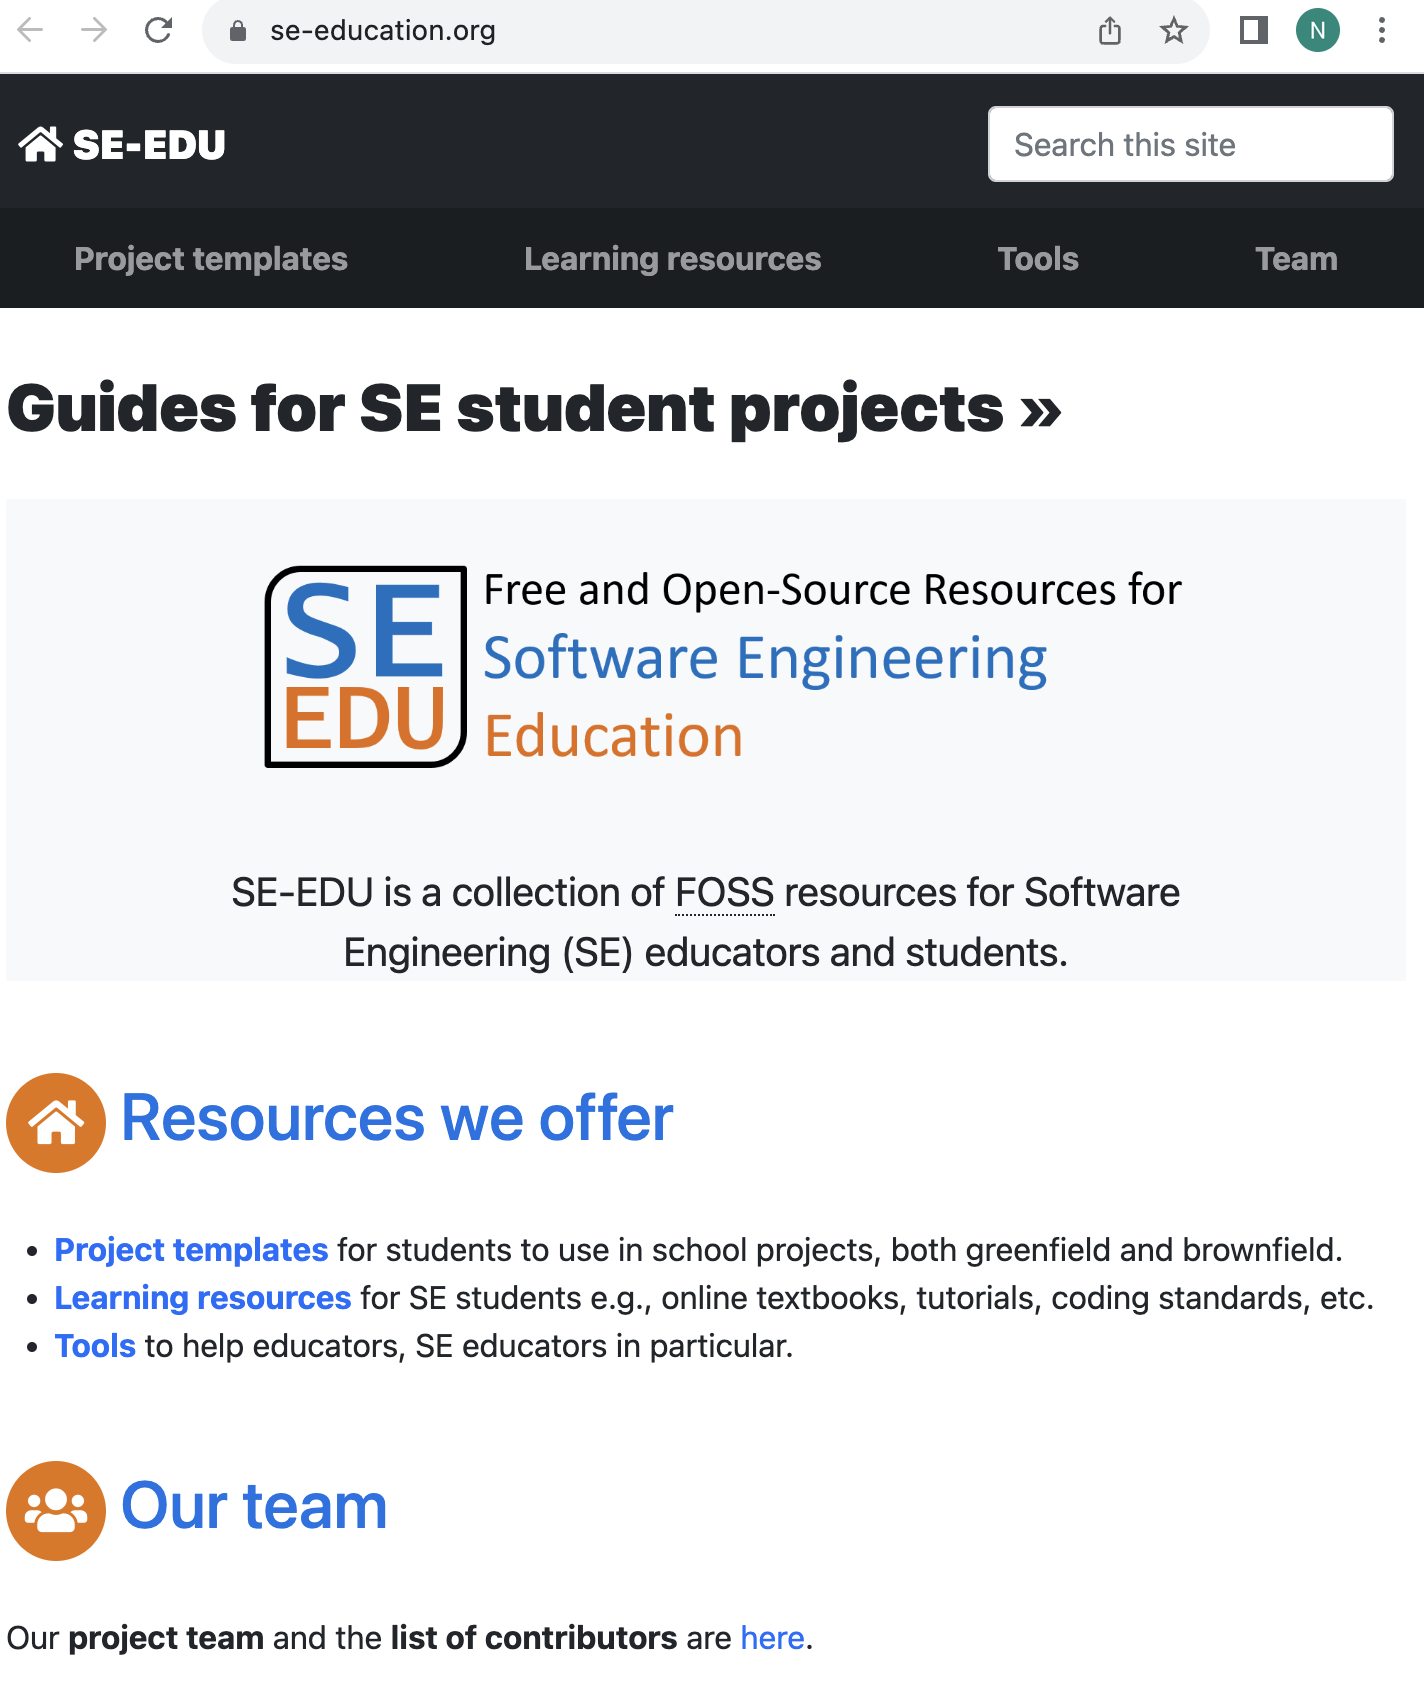 se-education.org
N
SE-EDU
Search this site
Project templates Learning resources Tools Team
Guides for SE student projects »
SE
EDU
Free and Open-Source Resources for
Software Engineering
Education
SE-EDU is a collection of FOSS resources for Software
Engineering (SE) educators and students.
Resources we offer
• Project templates for students to use in school projects, both greenfield and brownfield.
• Learning resources for SE students e.g., online textbooks, tutorials, coding standards, etc.
• Tools to help educators, SE educators in particular.
Our team
Our project team and the list of contributors are here.